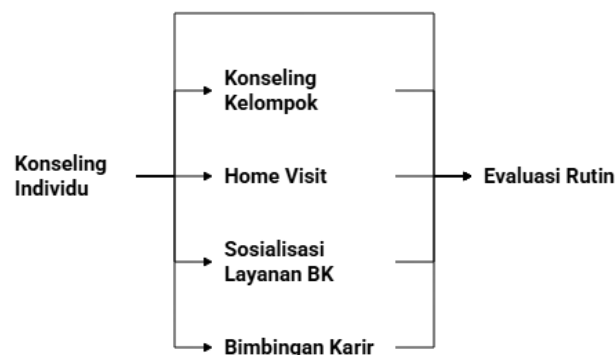 Konseling
Kelompok
Konseling
Individu
Home Visit
Evaluasi Rutin
Sosialisasi
Layanan BK
Bimbingan Karir